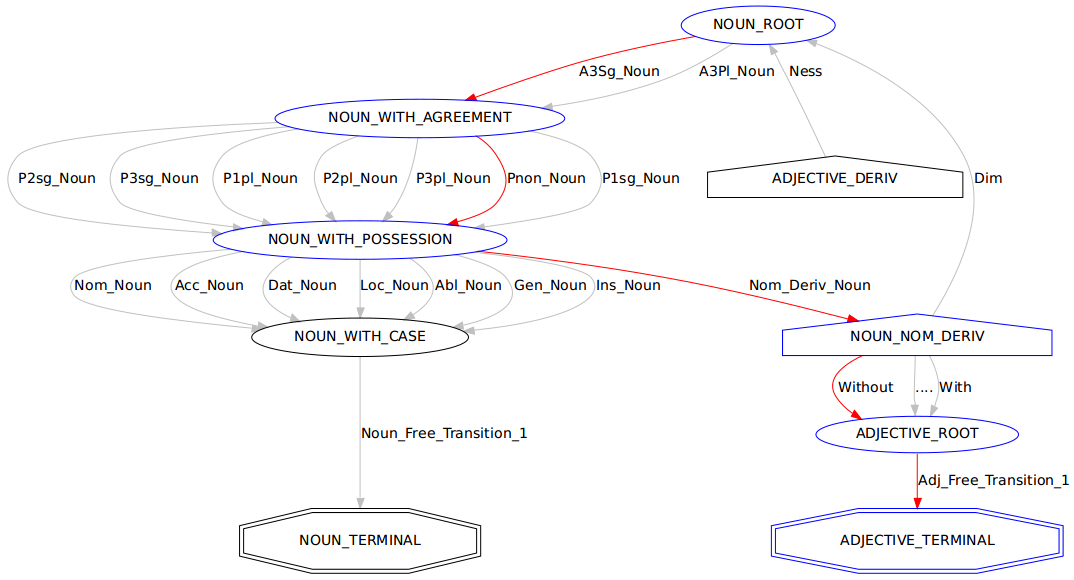 NOUN_ROOT
A3Sg_Noun A3Pl_Noun Ness
NOUN_WITH_AGREEMENT
P2sg_Noun P3sg_Noun P1pl_Noun P2pl_Noun P3pl_Noun Pnon_Noun P1sg_Noun ADJECTIVE_DERIV Dim
NOUN_WITH_POSSESSION
Nom_Noun Acc_Noun Dat_Noun Loc_Noun Abl_Noun Gen_Noun Ins_Noun Nom_Deriv_Noun
NOUN_WITH_CASE NOUN_NOM_DERIV
Without .... With
Noun_Free_Transition_1 ADJECTIVE_ROOT
Adj_Free_Transition_1
NOUN_TERMINAL ADJECTIVE_TERMINAL